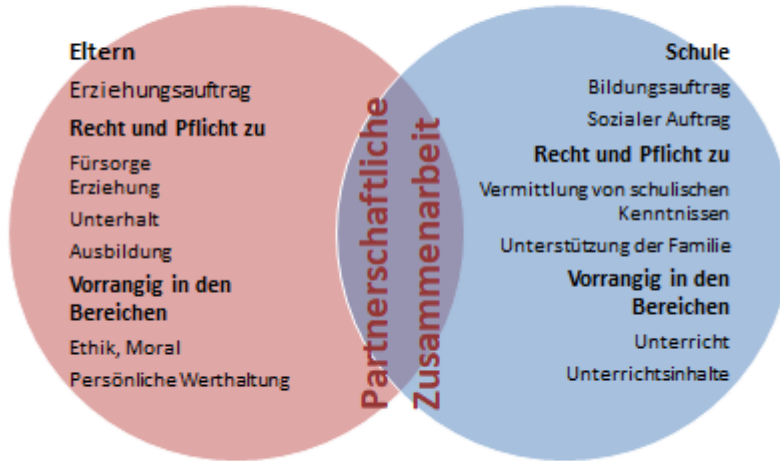 Eltern
Erziehungsauftrag
Recht und Pflicht zu
Fürsorge
Erziehung
Unterhalt
Ausbildung
Vorrangig in den
Bereichen
Ethik, Moral
Persönliche Werthaltung
Partnerschaftliche
Zusammenarbeit
Schule
Bildungsauftrag
Sozialer Auftrag
Recht und Pflicht zu
Vermittlung von schulischen
Kenntnissen
Unterstützung der Familie
Vorrangig in den
Bereichen
Unterricht
Unterrichtsinhalte